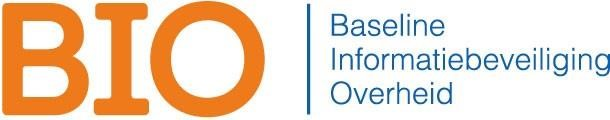 BIO
Baseline
Informatiebeveiliging
Overheid